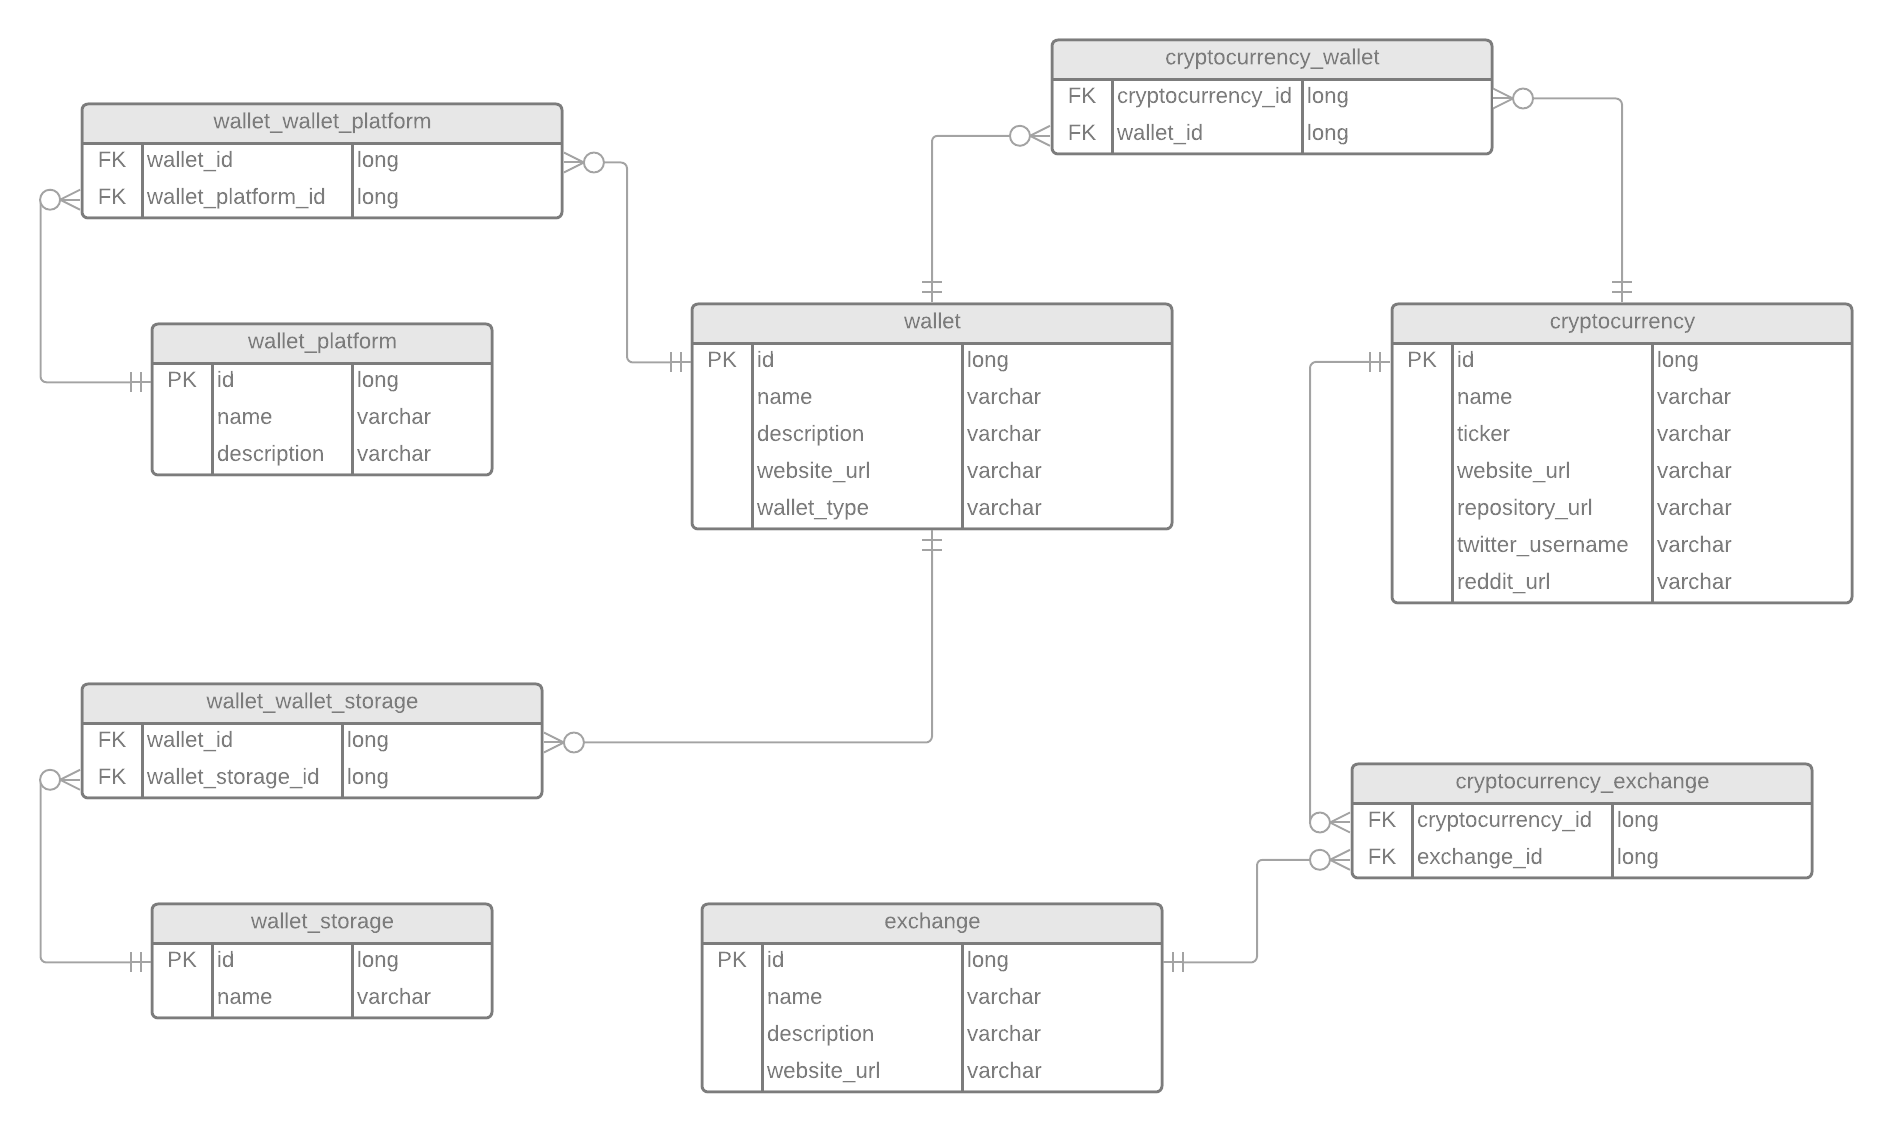 cryptocurrency_wallet
FK cryptocurrency_id long
FK wallet_id long
wallet_wallet_platform
FK wallet_id long
FK wallet_platform_id long
wallet_platform
PK id long
name varchar
description varchar
wallet
PK id long
name varchar
description varchar
website_url varchar
wallet_type varchar
cryptocurrency
PK id long
name varchar
ticker varchar
website_url varchar
repository_url varchar
twitter_username varchar
reddit_url varchar
wallet_wallet_storage
FK wallet_id long
FK wallet_storage_id long
cryptocurrency_exchange
FK cryptocurrency_id long
FK exchange_id long
wallet_storage
PK id long
name varchar
exchange
PK id long
name varchar
description varchar
website_url varchar